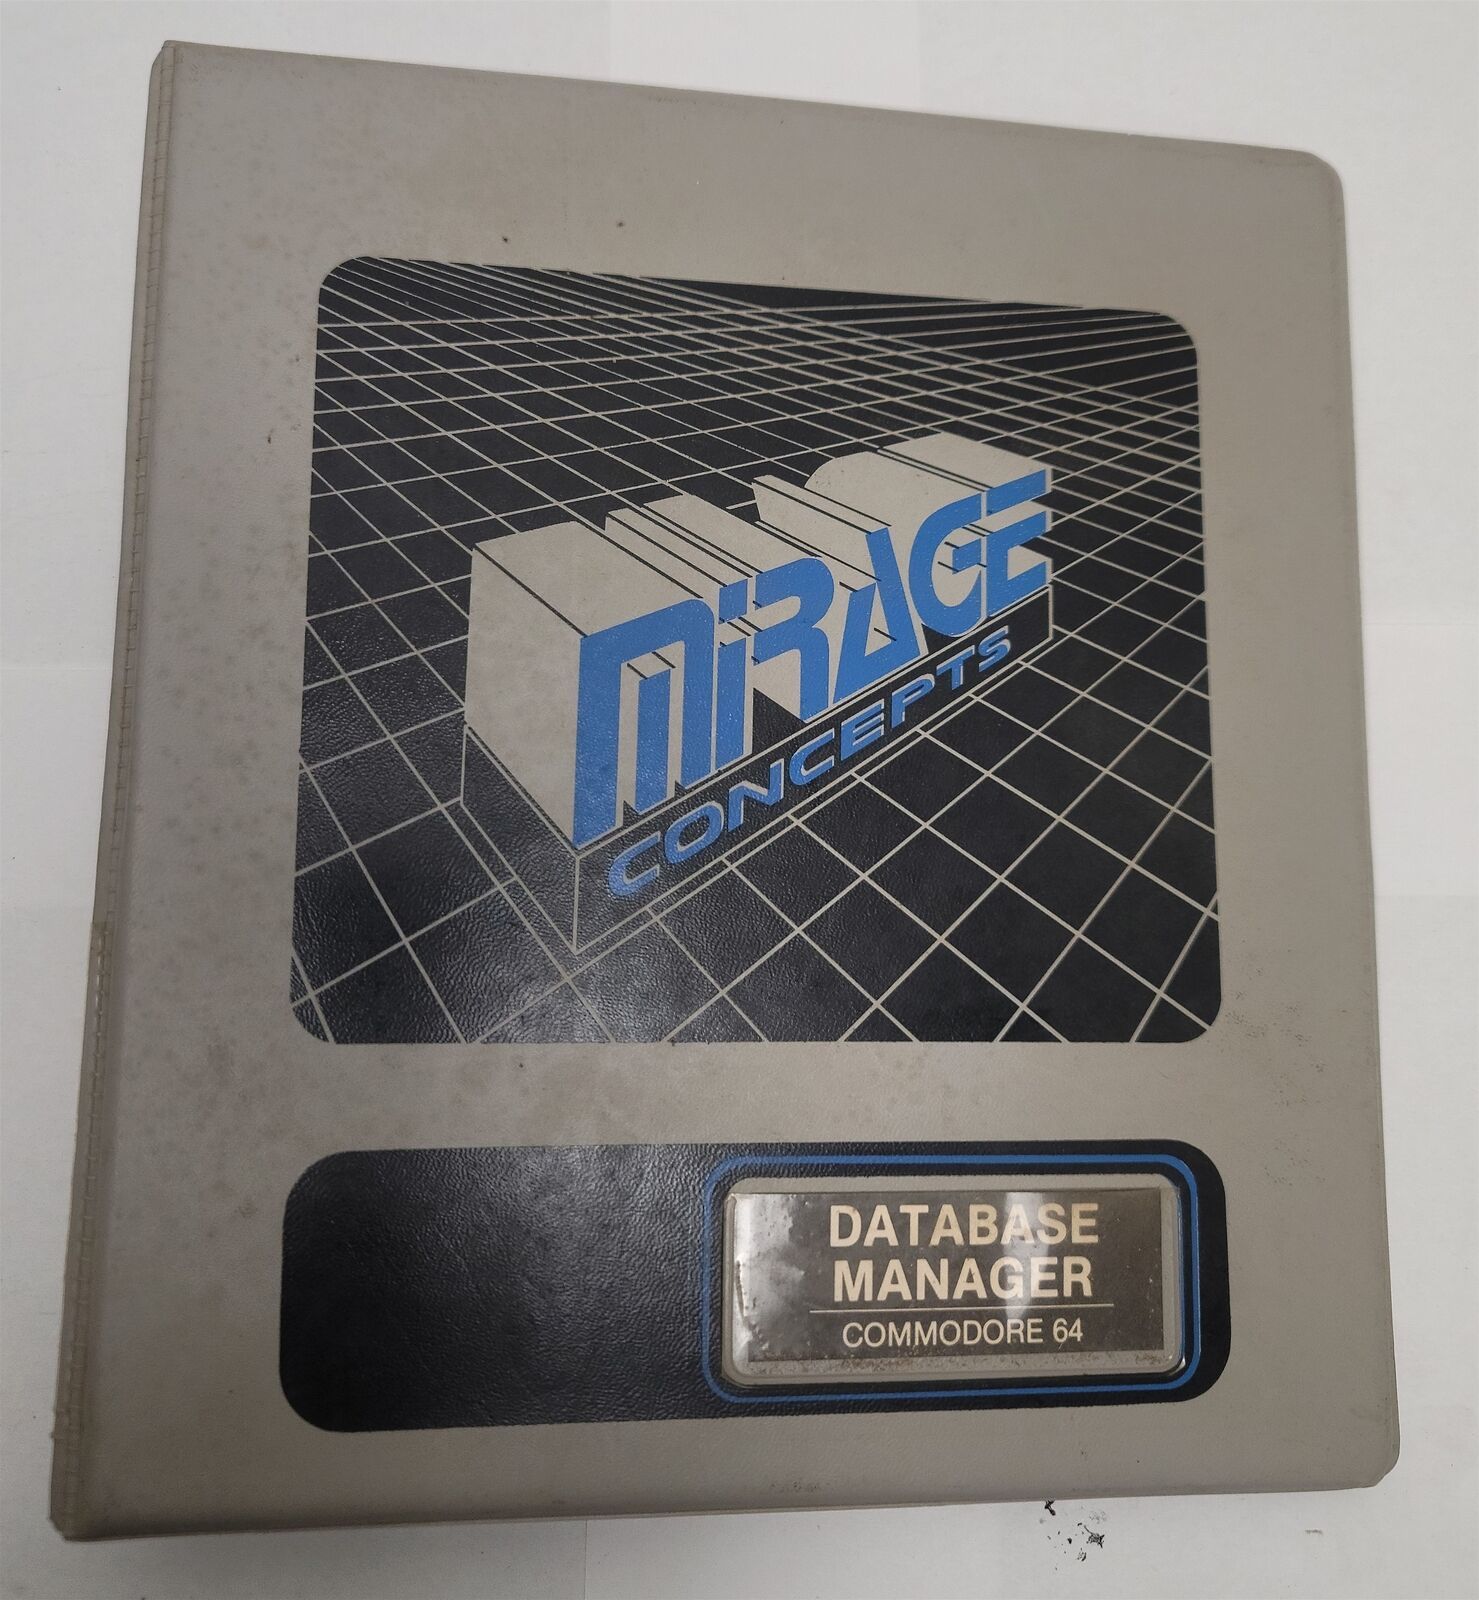 MIRAGE
CONCEPTS
DATABASE
MANAGER
COMMODORE 64